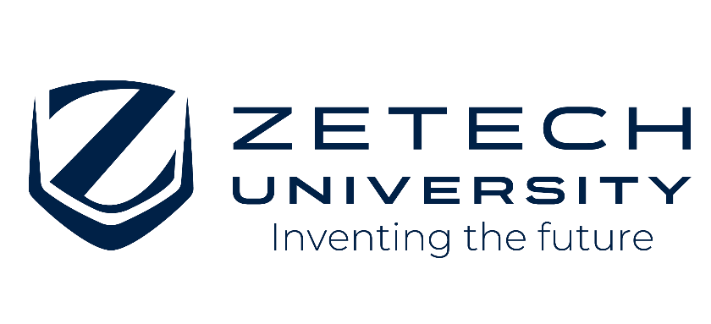 ZETECH
UNIVERSITY
Inventing the future